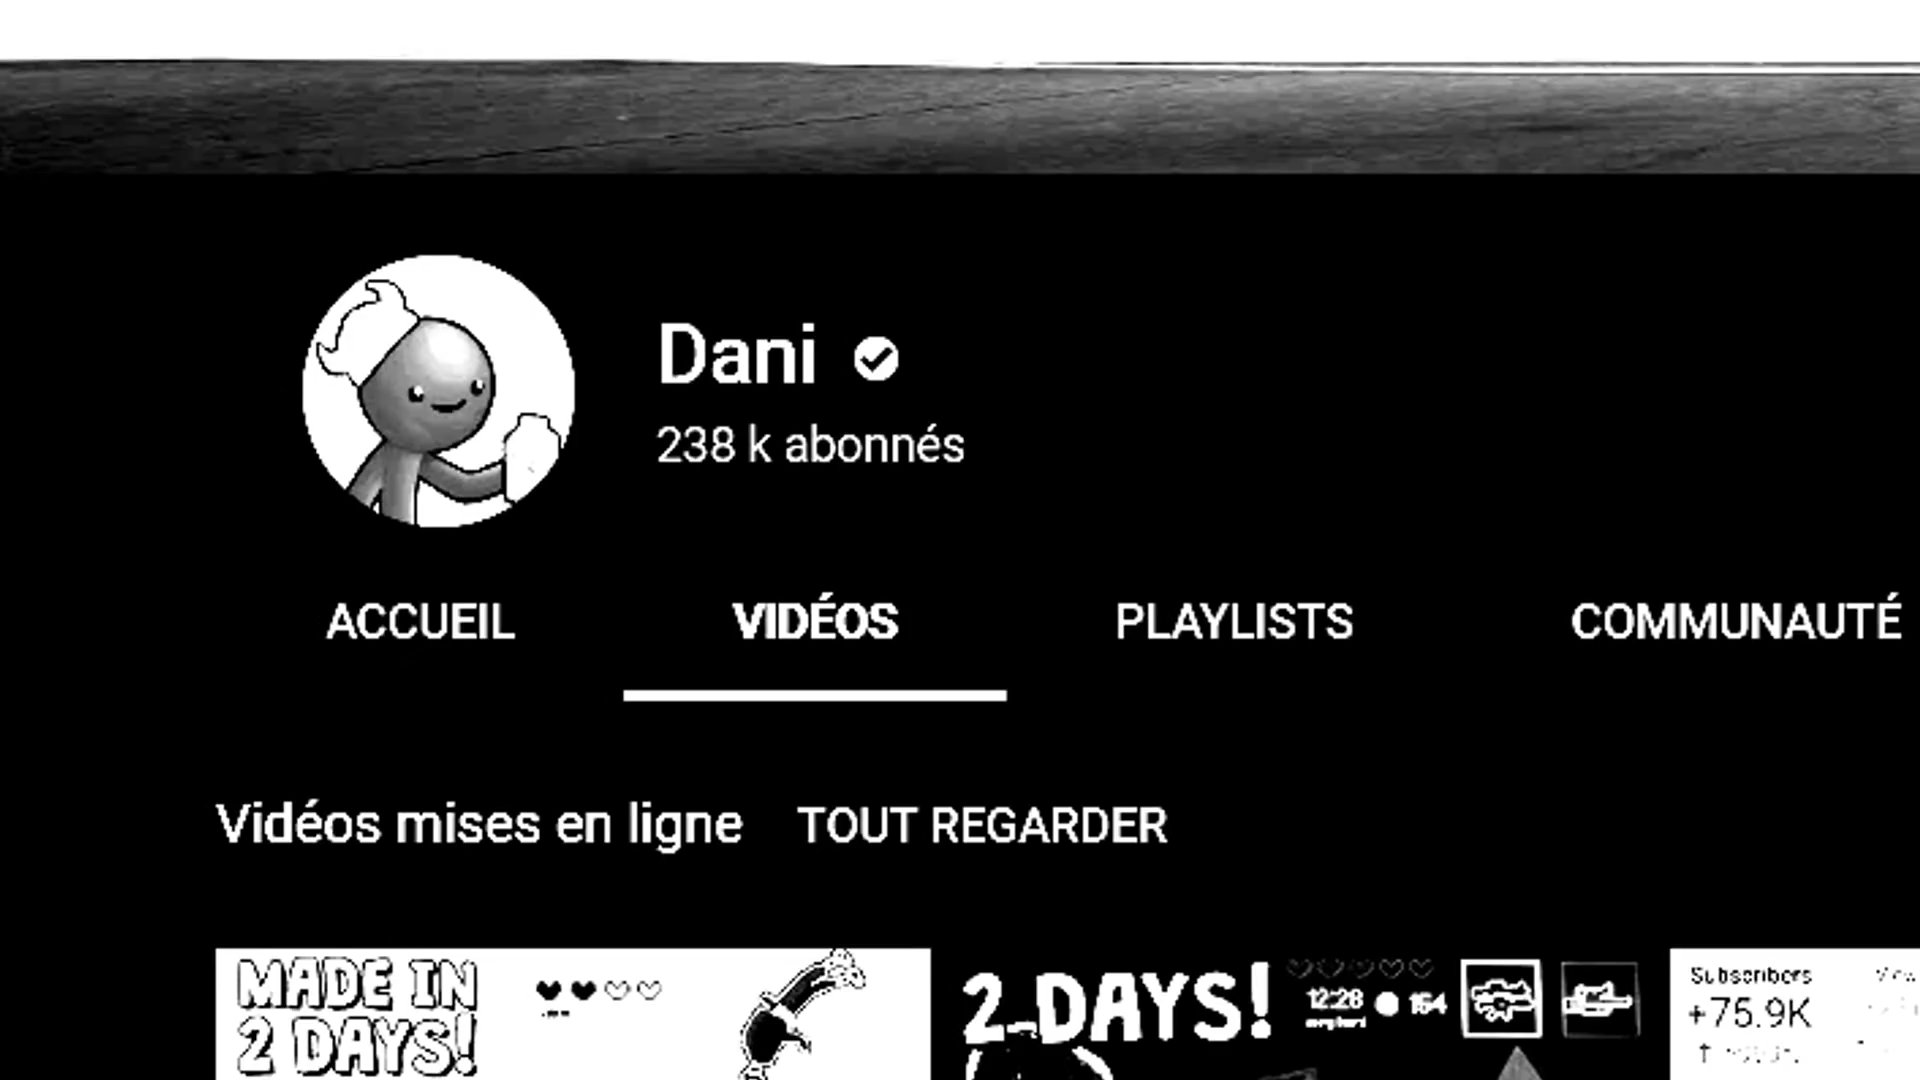 Dani
238 k abonnés
ACCUEIL VIDÉOS PLAYLISTS COMMUNAUTÉ
Vidéos mises en ligne TOUT REGARDER
MADE IN
2 DAYS!
2 DAYS!
12:28 164
Subscribers
+75.9K